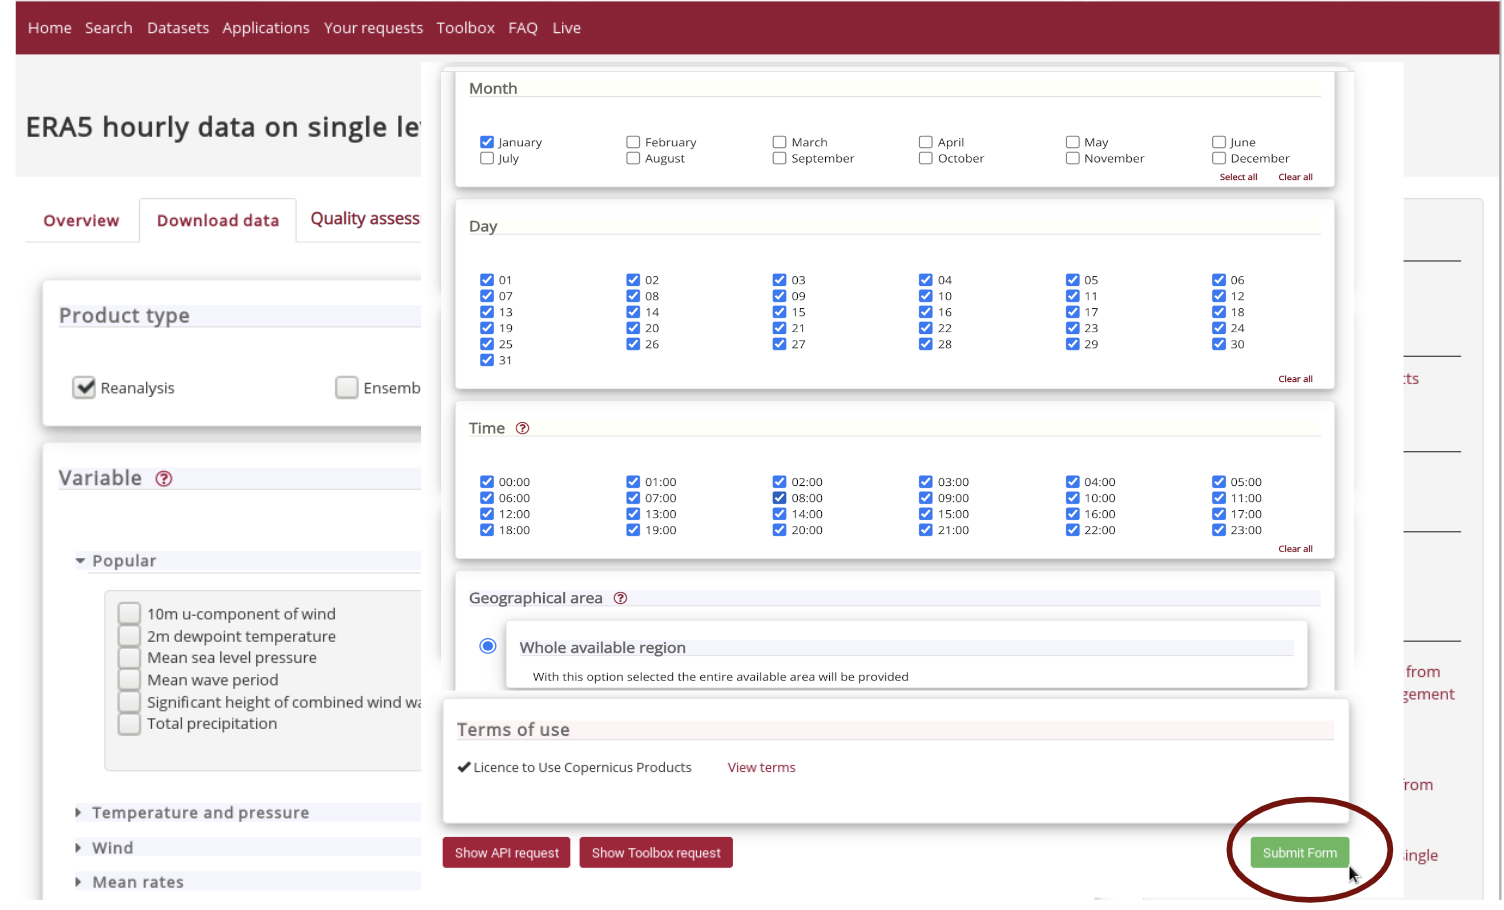 Home Search Datasets Applications Your requests Toolbox FAQ Live
ERA5 hourly data on single le
Overview Download data Quality assess
Product type
Reanalysis Ensemb
Variable ?
Popular
10m u-component of wind
2m dewpoint temperature
Mean sea level pressure
Mean wave period
Significant height of combined wind wa
Total precipitation
Temperature and pressure
Wind
Mean rates
Month
January February March April May June
July August September October November December
Select all Clear all
Day
01 02 03 04 05 06
07 08 09 10 11 12
13 14 15 16 17 18
19 20 21 22 23 24
25 26 27 28 29 30
31
Clear all
Time ?
00:00 01:00 02:00 03:00 04:00 05:00
06:00 07:00 08:00 09:00 10:00 11:00
12:00 13:00 14:00 15:00 16:00 17:00
18:00 19:00 20:00 21:00 22:00 23:00
Clear all
Geographical area ?
Whole available region
With this option selected the entire available area will be provided
Terms of use
Licence to Use Copernicus Products View terms
Show API request Show Toolbox request Submit Form
cts
from
gement
from
single